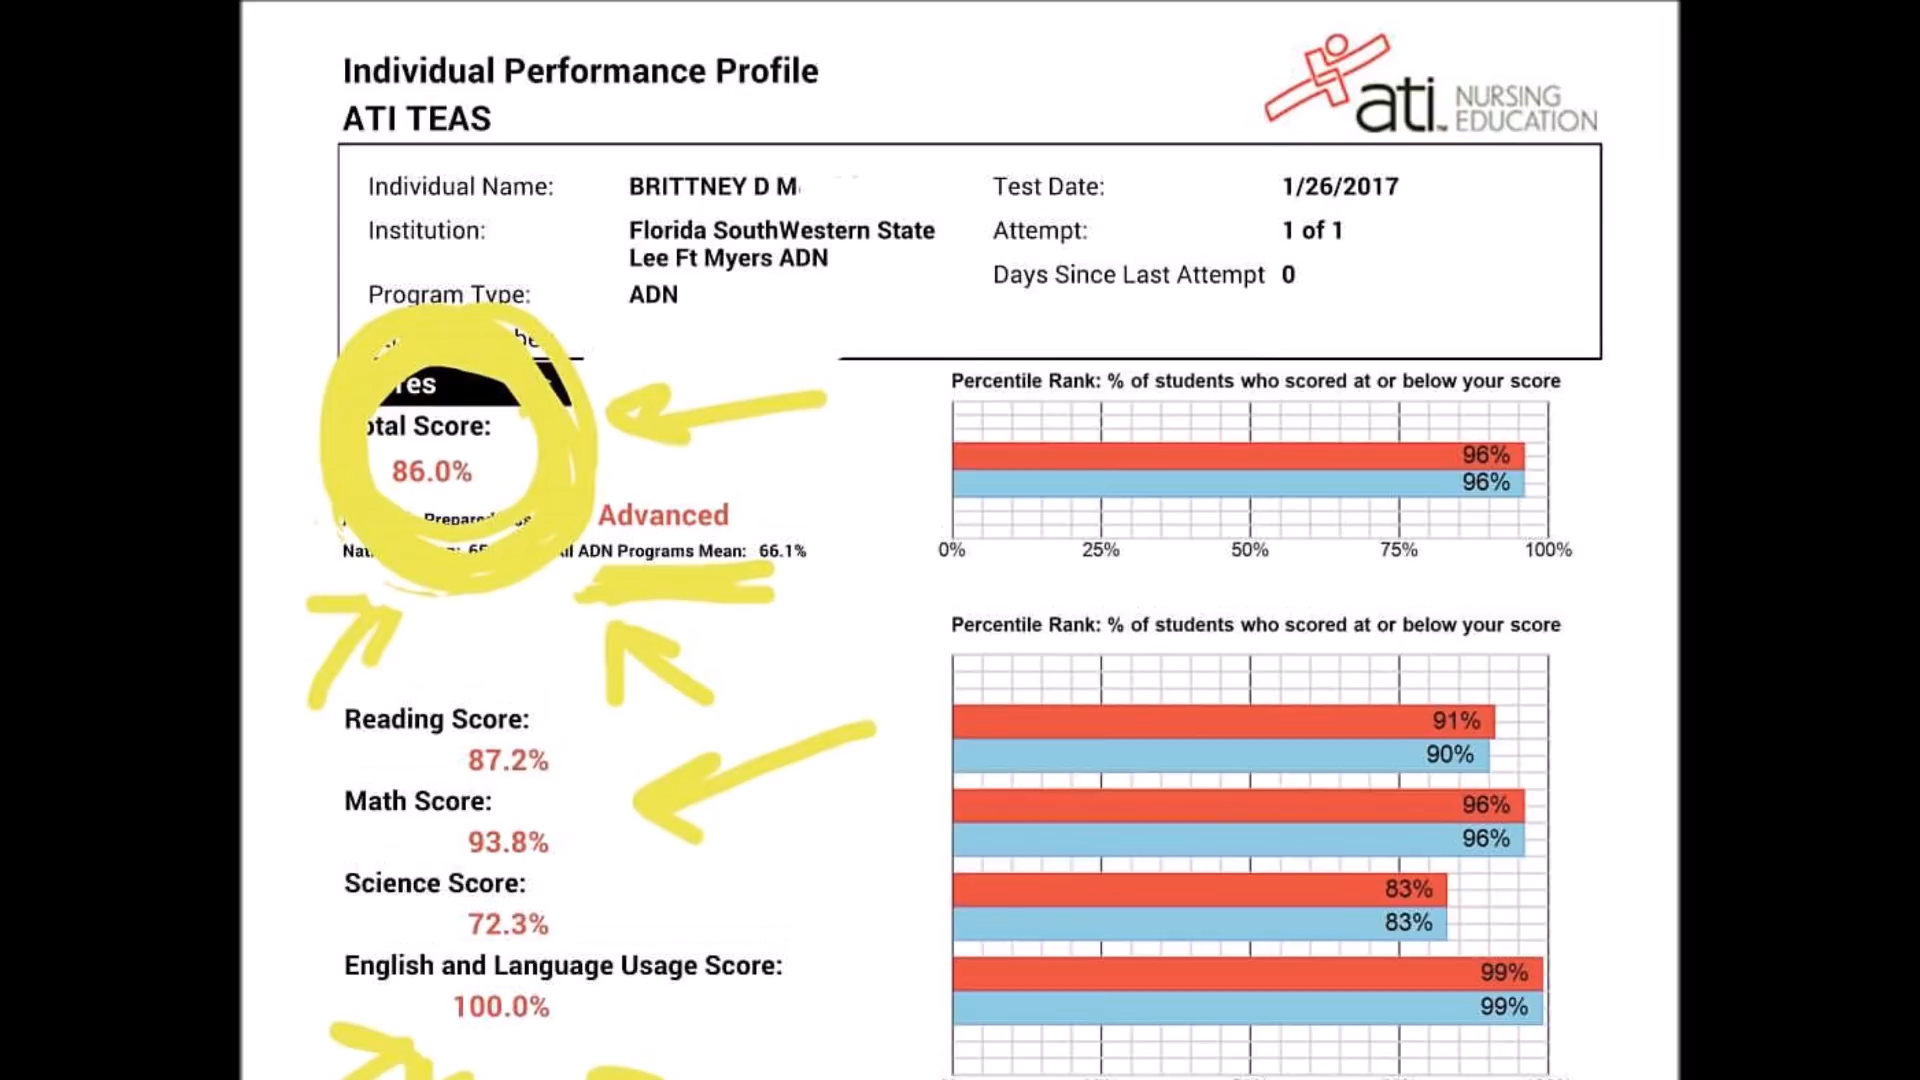 Individual Performance Profile
ATI TEAS
ati NURSING EDUCATION
Individual Name: BRITTNEY D M
Test Date: 1/26/2017
Institution: Florida SouthWestern State
Lee Ft Myers ADN
Attempt: 1 of 1
Days Since Last Attempt 0
Program Type: ADN
Total Score:
86.0%
Advanced
ADN Programs Mean: 66.1%
Percentile Rank: % of students who scored at or below your score
96%
96%
0% 25% 50% 75% 100%
Percentile Rank: % of students who scored at or below your score
Reading Score:
87.2%
91%
90%
Math Score:
93.8%
96%
96%
Science Score:
72.3%
83%
83%
English and Language Usage Score:
100.0%
99%
99%